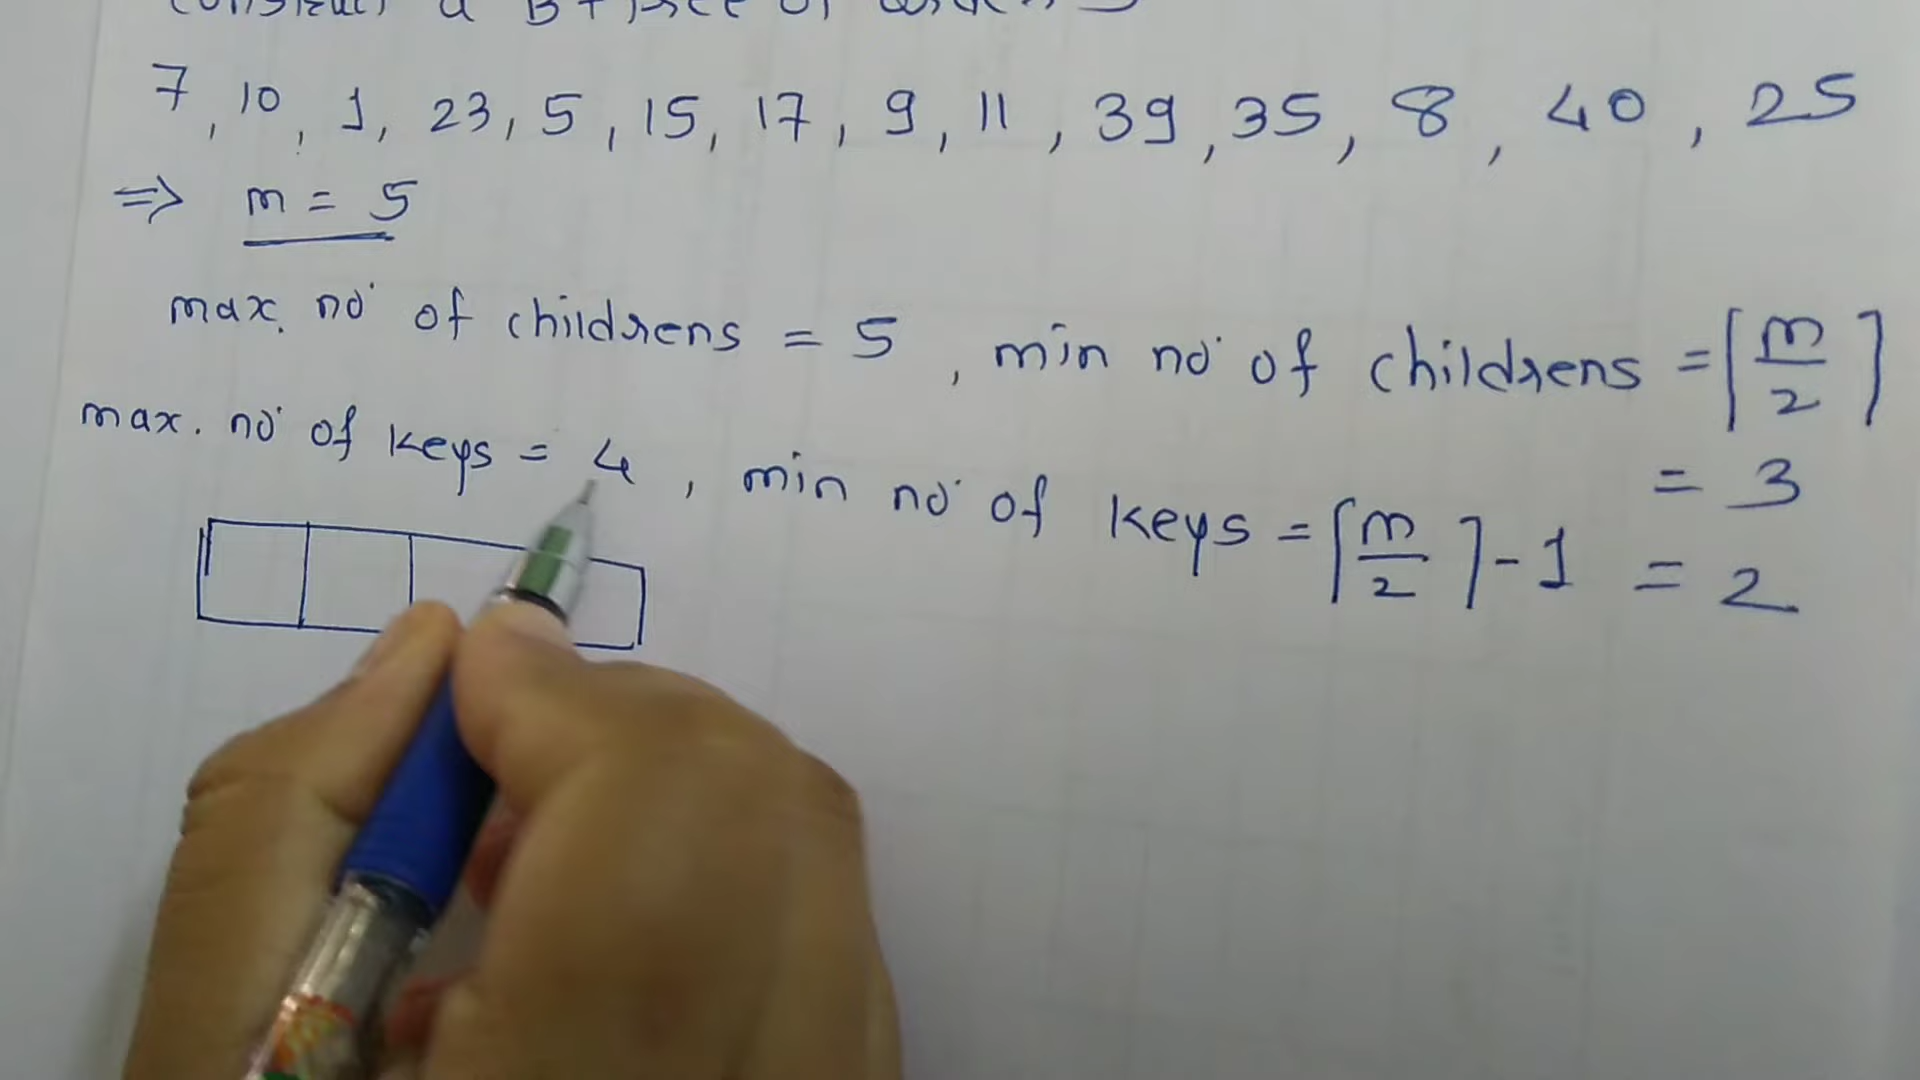 a B+
7, 10, 1, 23, 5, 15, 17, 9, 11, 39, 35, 8, 40, 25
⇒ m = 5
max. no. of childrens = 5, min no. of childrens = ⌈m/2⌉
= 3
max. no. of keys = 4, min no. of keys = ⌈m/2⌉ - 1 = 2